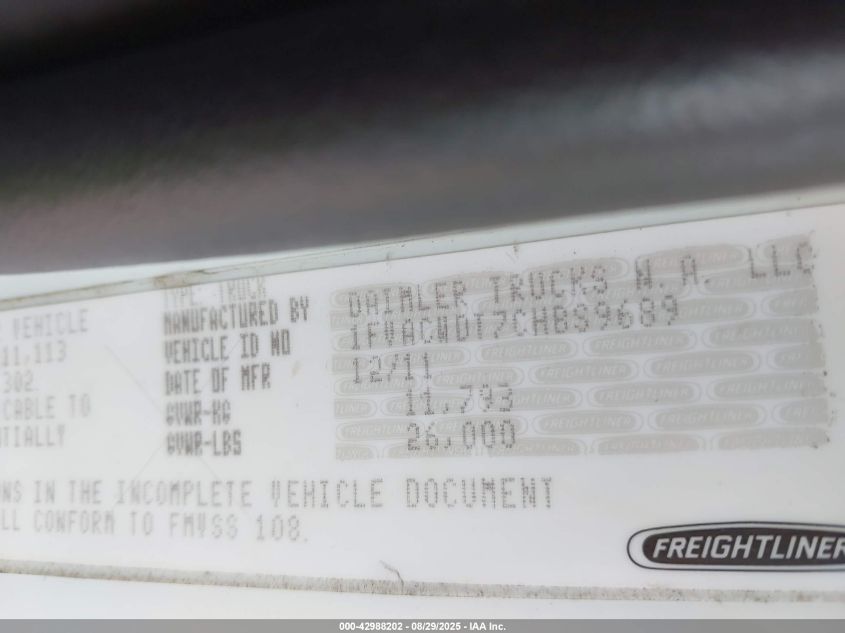 TYPE: TRUCK
VEHICLE MANUFACTURED BY DAIMLER TRUCKS N.A. LLC
11,113 VEHICLE ID NO 1FVACWDT7CHBS9689
302 DATE OF MFR 12/11
CABLE TO GVWR-KG 11,793
TIALLY GVWR-LBS 26,000
NS IN THE INCOMPLETE VEHICLE DOCUMENT
LL CONFORM TO FMVSS 108.
FREIGHTLINER
000-42988202 - 08/29/2025 - IAA Inc.